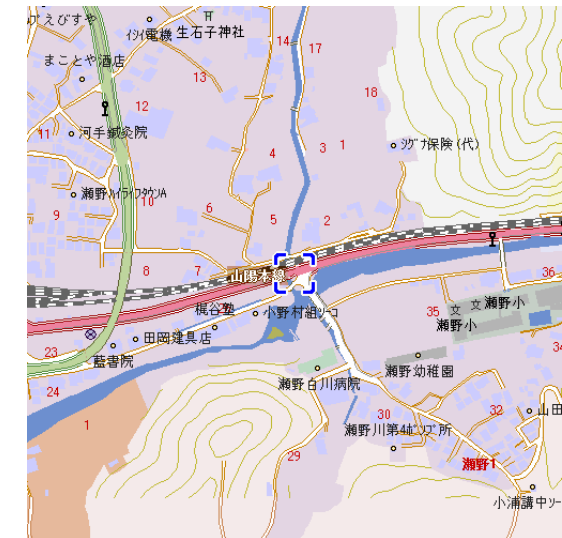 えびすや
ｲｼｲ電機
生石子神社
まことや酒店
14
17
13
12
18
11
河手鍼灸院
4
3
1
ｼｸﾞﾅ保険(代)
瀬野ﾊｲﾗｲﾌﾀｳﾝA
9
10
6
5
2
8
7
山陽本線
36
梶谷塾
小野村組ｿｰｺ
35
文
文
瀬野小
瀬野小
田岡建具店
23
藍書院
34
瀬野幼稚園
瀬野白川病院
24
1
30
32
山田
瀬野川第4ﾎﾟﾝﾌﾟ所
29
瀬野1
小浦講中ｿｰ